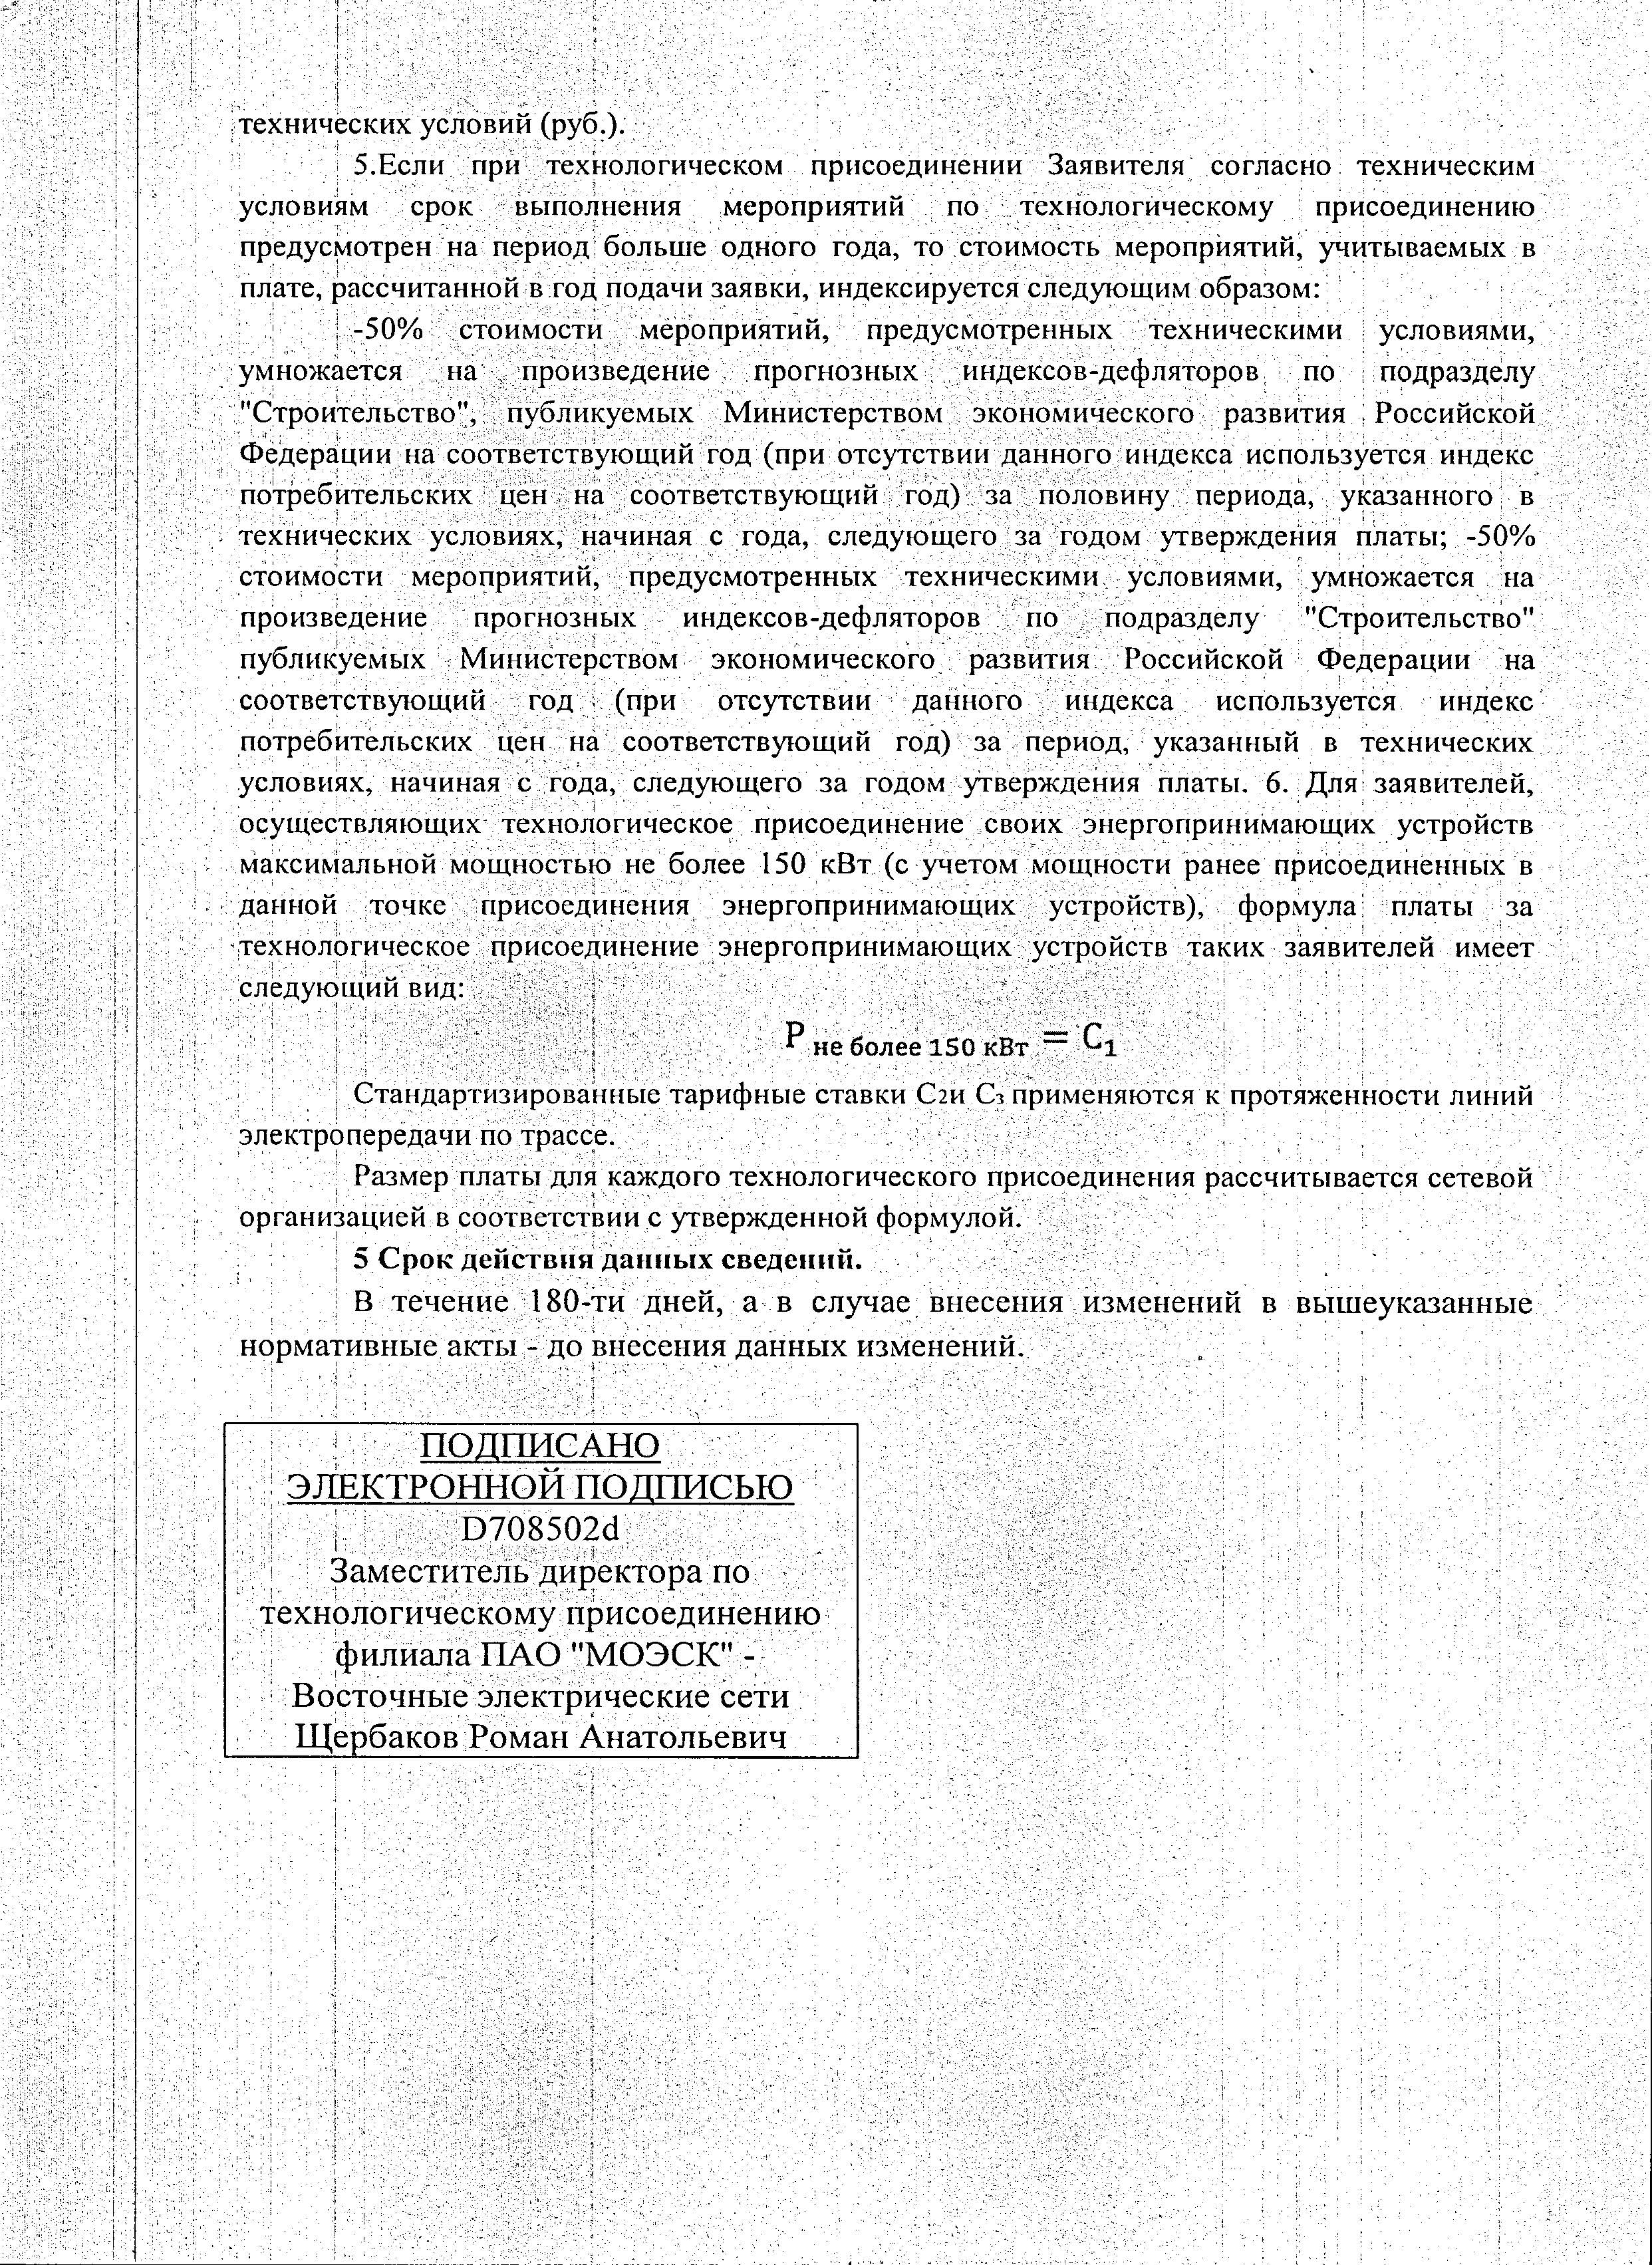 технических условий (руб.).
5.Если при технологическом присоединении Заявителя согласно техническим
условиям срок выполнения мероприятий по технологическому присоединению
предусмотрен на период больше одного года, то стоимость мероприятий, учитываемых в
плате, рассчитанной в год подачи заявки, индексируется следующим образом:
-50% стоимости мероприятий, предусмотренных техническими условиями,
умножается на произведение прогнозных индексов-дефляторов по подразделу
"Строительство", публикуемых Министерством экономического развития Российской
Федерации на соответствующий год (при отсутствии данного индекса используется индекс
потребительских цен на соответствующий год) за половину периода, указанного в
технических условиях, начиная с года, следующего за годом утверждения платы; -50%
стоимости мероприятий, предусмотренных техническими условиями, умножается на
произведение прогнозных индексов-дефляторов по подразделу "Строительство"
публикуемых Министерством экономического развития Российской Федерации на
соответствующий год (при отсутствии данного индекса используется индекс
потребительских цен на соответствующий год) за период, указанный в технических
условиях, начиная с года, следующего за годом утверждения платы. 6. Для заявителей,
осуществляющих технологическое присоединение своих энергопринимающих устройств
максимальной мощностью не более 150 кВт (с учетом мощности ранее присоединенных в
данной точке присоединения энергопринимающих устройств), формула платы за
технологическое присоединение энергопринимающих устройств таких заявителей имеет
следующий вид:
P не более 150 кВт = C1
Стандартизированные тарифные ставки С2и С3 применяются к протяженности линий
электропередачи по трассе.
Размер платы для каждого технологического присоединения рассчитывается сетевой
организацией в соответствии с утвержденной формулой.
5 Срок действия данных сведений.
В течение 180-ти дней, а в случае внесения изменений в вышеуказанные
нормативные акты - до внесения данных изменений.
ПОДПИСАНО
ЭЛЕКТРОННОЙ ПОДПИСЬЮ
D708502d
Заместитель директора по
технологическому присоединению
филиала ПАО "МОЭСК" -
Восточные электрические сети
Щербаков Роман Анатольевич